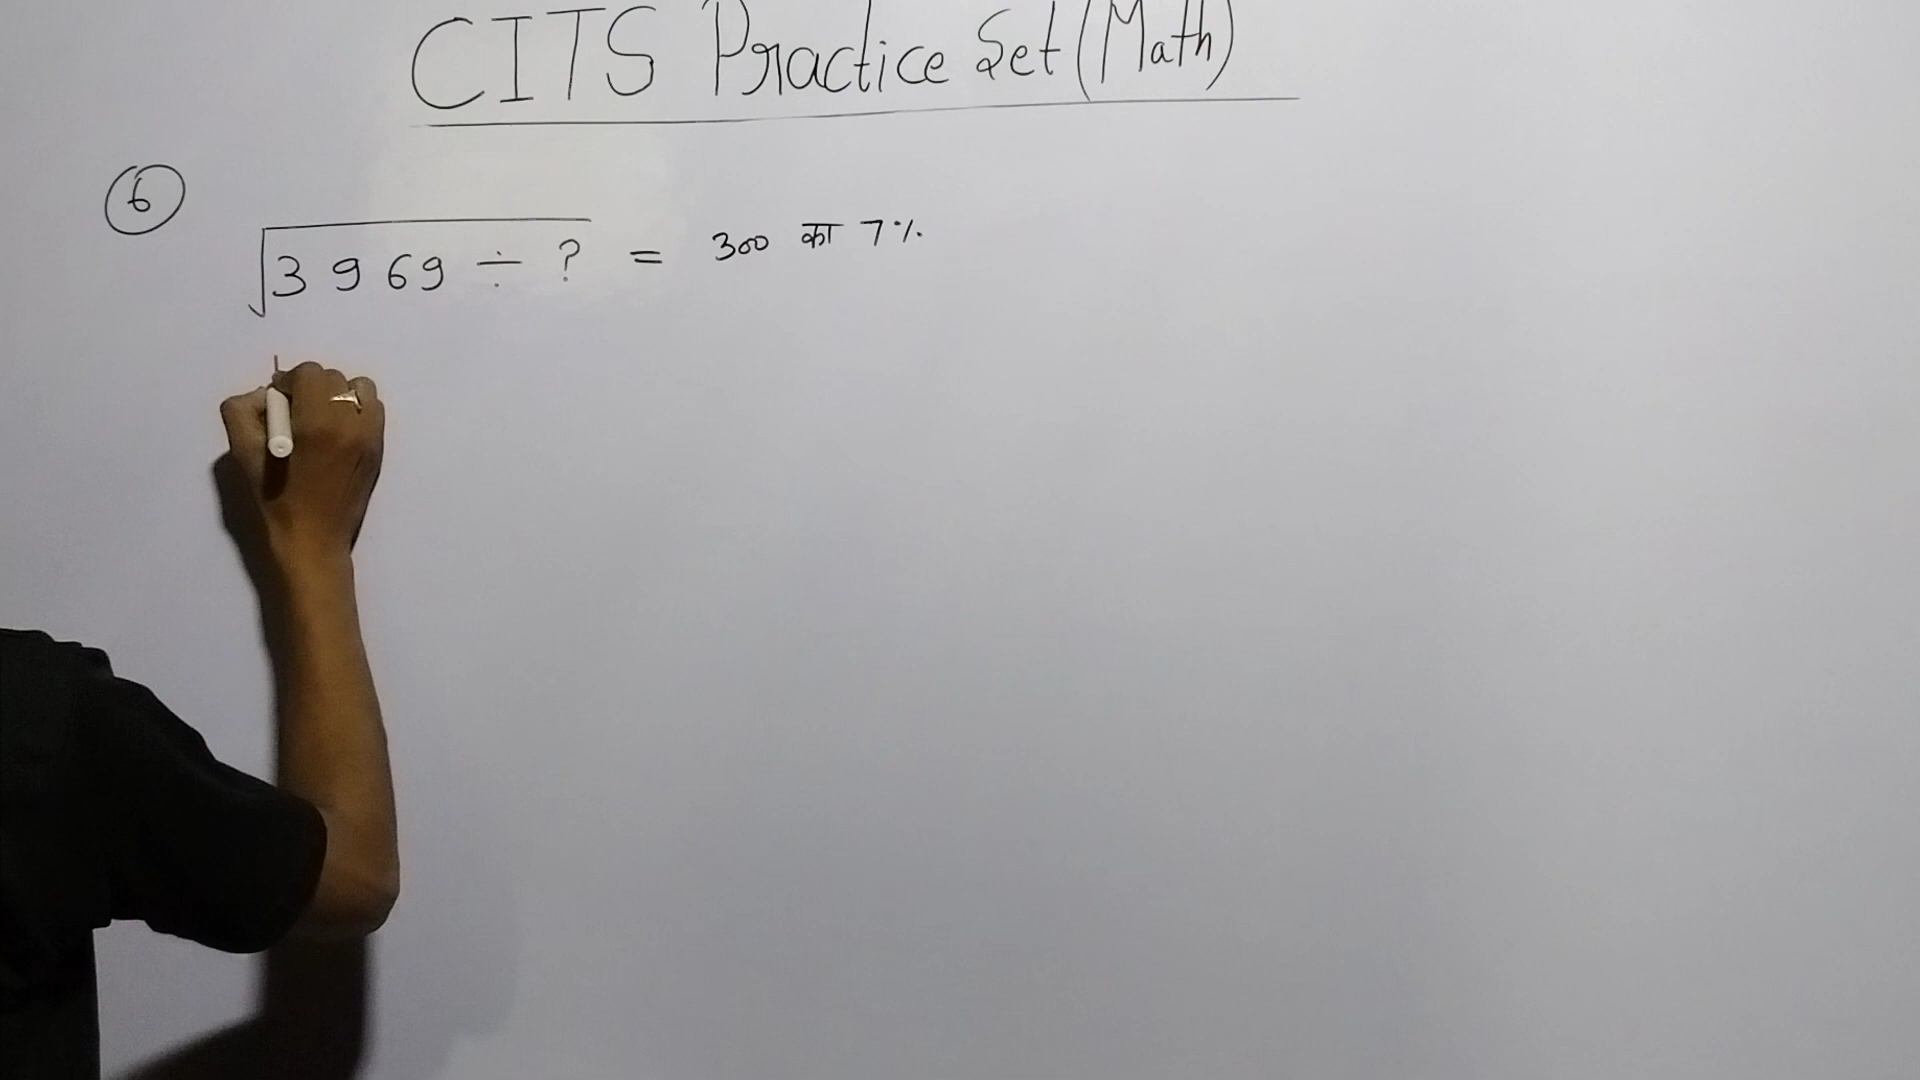 CITS Practice Set (Math)
6
√3969 ÷ ? = 300 का 7%